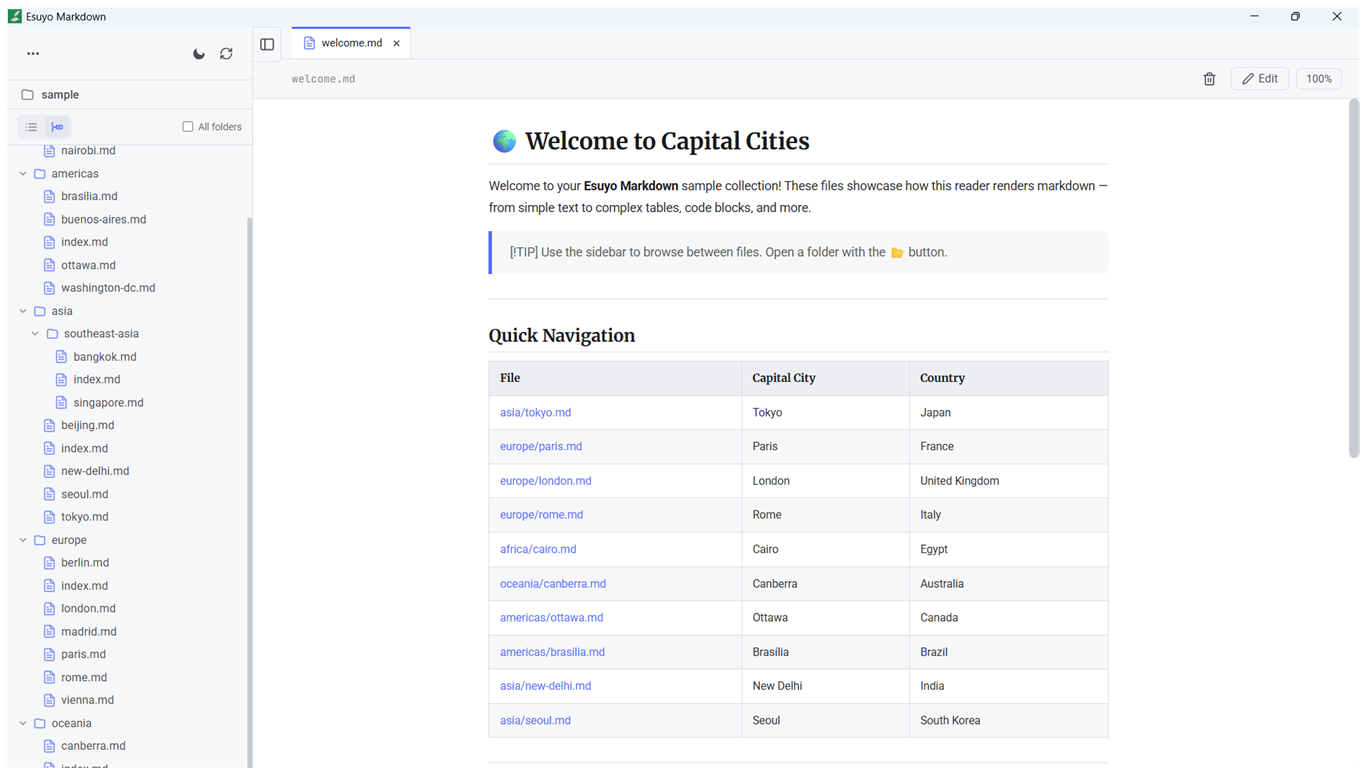 Esuyo Markdown
sample
All folders
nairobi.md
americas
brasilia.md
buenos-aires.md
index.md
ottawa.md
washington-dc.md
asia
southeast-asia
bangkok.md
index.md
singapore.md
beijing.md
index.md
new-delhi.md
seoul.md
tokyo.md
europe
berlin.md
index.md
london.md
madrid.md
paris.md
rome.md
vienna.md
oceania
canberra.md
index.md
welcome.md
welcome.md
Edit
100%
Welcome to Capital Cities
Welcome to your Esuyo Markdown sample collection! These files showcase how this reader renders markdown —
from simple text to complex tables, code blocks, and more.
[!TIP] Use the sidebar to browse between files. Open a folder with the 📂 button.
Quick Navigation
File Capital City Country
asia/tokyo.md Tokyo Japan
europe/paris.md Paris France
europe/london.md London United Kingdom
europe/rome.md Rome Italy
africa/cairo.md Cairo Egypt
oceania/canberra.md Canberra Australia
americas/ottawa.md Ottawa Canada
americas/brasilia.md Brasília Brazil
asia/new-delhi.md New Delhi India
asia/seoul.md Seoul South Korea